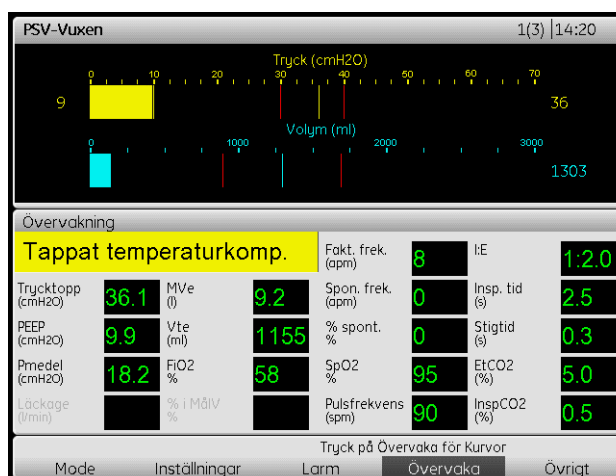 PSV-Vuxen 1(3) 14:20
Tryck (cmH2O)
0 10 20 30 40 50 60 70
9 36
Volym (ml)
0 1000 2000 3000
1303
Övervakning
Tappat temperaturkomp.
Fakt. frek. (apm) 8 I:E 1:2.0
Trycktopp (cmH2O) 36.1 MVe (l) 9.2 Spon. frek. (apm) 0 Insp. tid (s) 2.5
PEEP (cmH2O) 9.9 Vte (ml) 1155 % spont. % 0 Stigtid (s) 0.3
Pmedel (cmH2O) 18.2 FiO2 % 58 SpO2 % 95 EtCO2 (%) 5.0
Läckage (l/min) % i MålV % Pulsfrekvens (spm) 90 InspCO2 (%) 0.5
Tryck på Övervaka för Kurvor
Mode Inställningar Larm Övervaka Övrigt